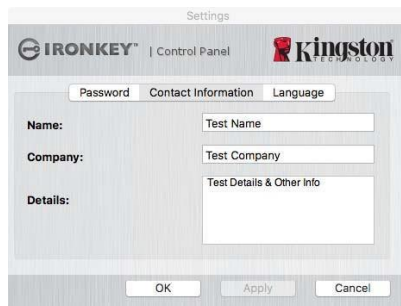 Settings
IRONKEY™ | Control Panel Kingston
TECHNOLOGY
Password Contact Information Language
Name: Test Name
Company: Test Company
Details: Test Details & Other Info
OK Apply Cancel